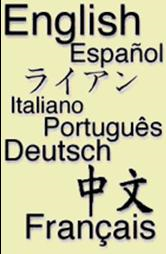 English
Español
ライアン
Italiano
Português
Deutsch
中文
Français